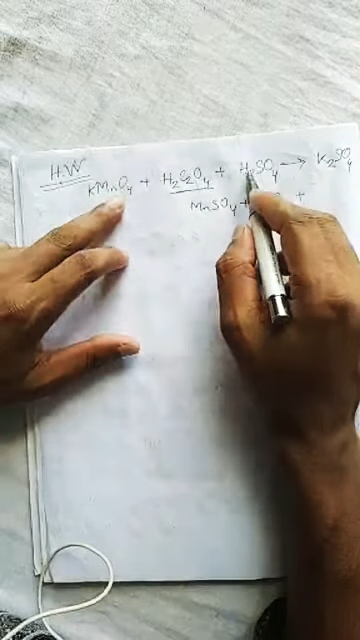 H.W
KMnO₄ + H₂C₂O₄ + H₂SO₄ → K₂SO₄
MnSO₄ + +